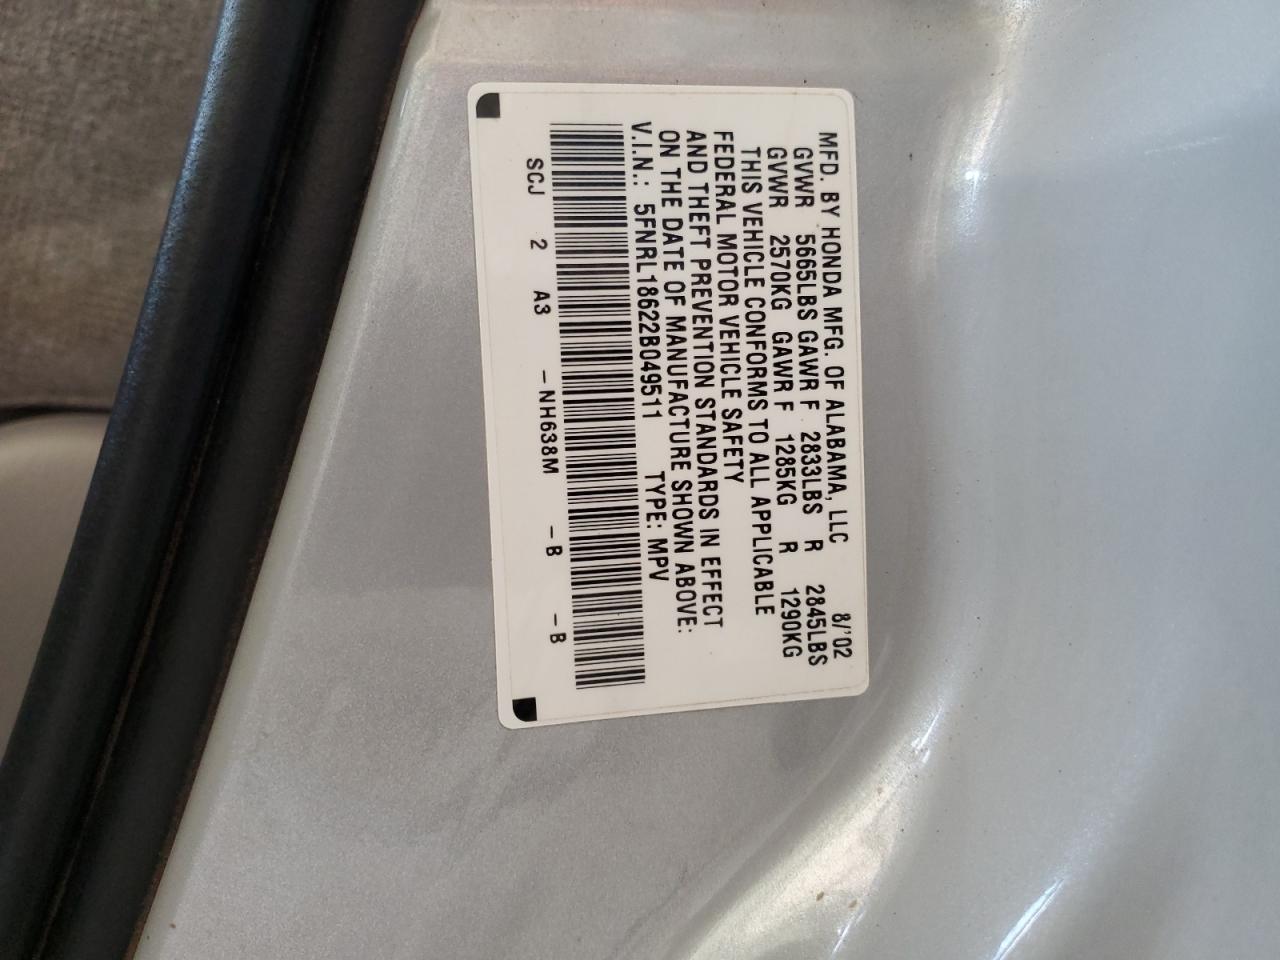 MFD. BY HONDA MFG. OF ALABAMA, LLC 8/'02
GVWR 5665LBS GAWR F 2833LBS R 2845LBS
GVWR 2570KG GAWR F 1285KG R 1290KG
THIS VEHICLE CONFORMS TO ALL APPLICABLE
FEDERAL MOTOR VEHICLE SAFETY
AND THEFT PREVENTION STANDARDS IN EFFECT
ON THE DATE OF MANUFACTURE SHOWN ABOVE:
V.I.N.: 5FNRL18622B049511 TYPE: MPV
SCJ 2 A3 -NH638M -B -B